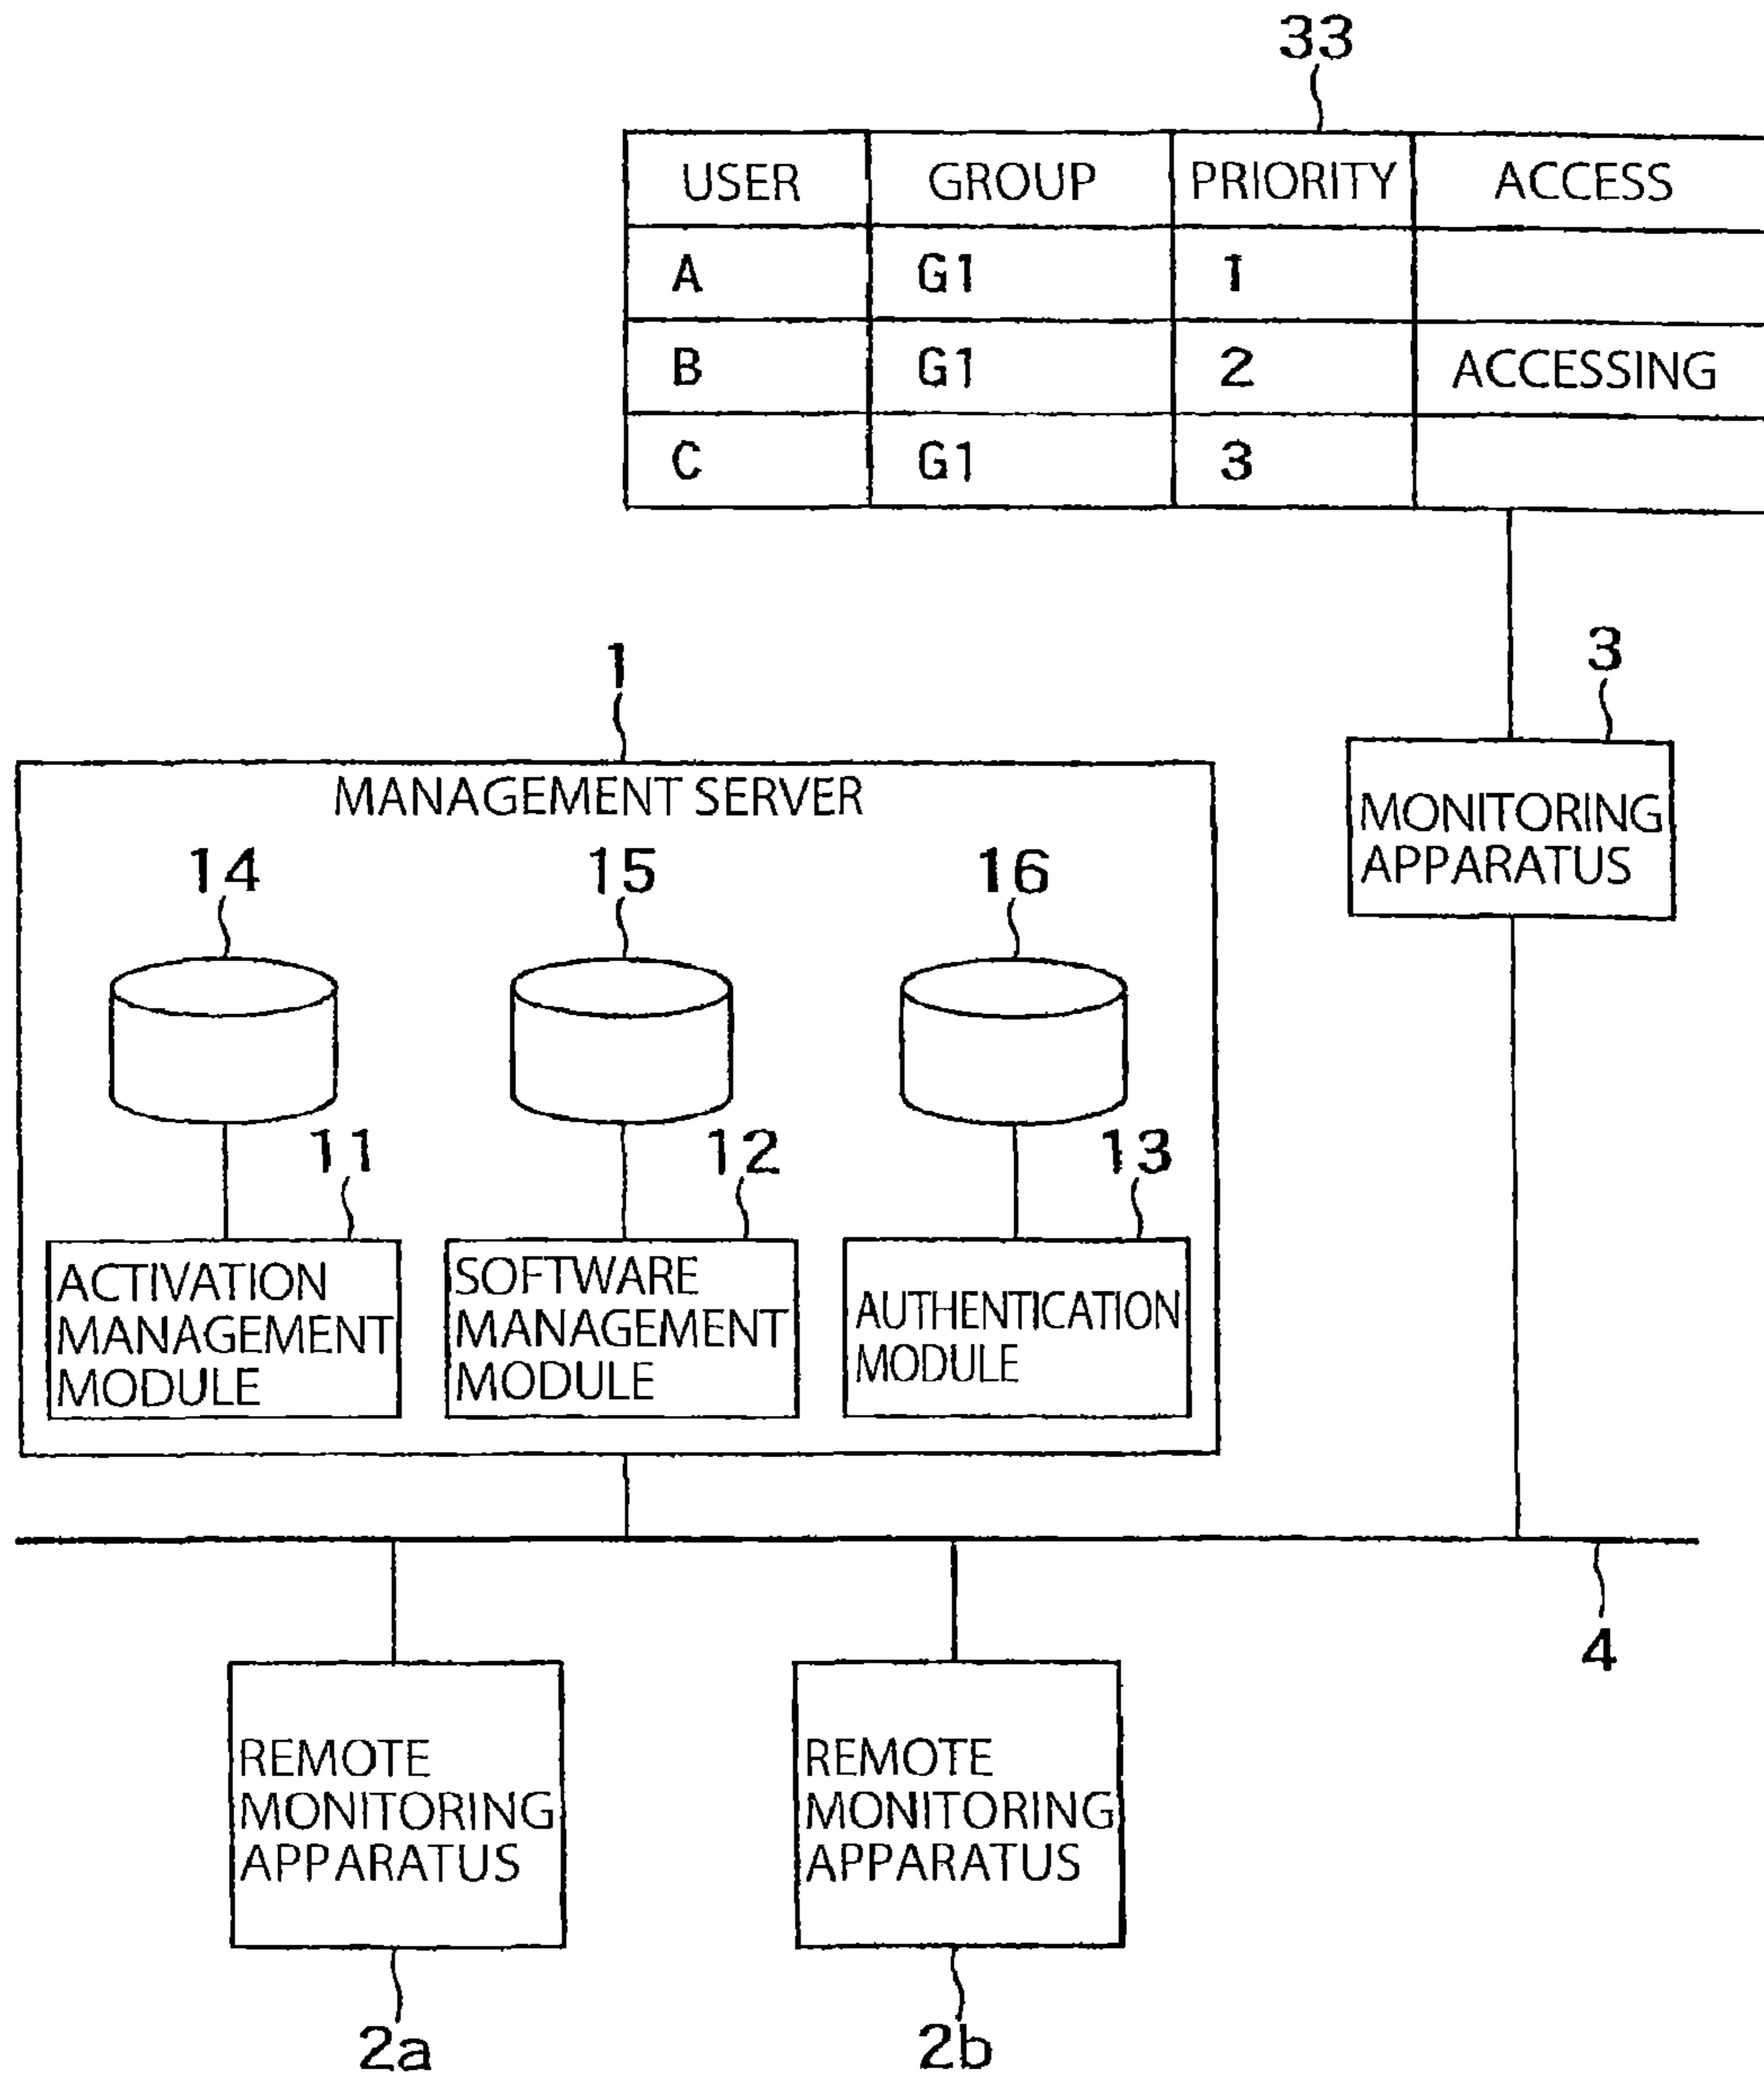 33
USER GROUP PRIORITY ACCESS
A G1 1
B G1 2 ACCESSING
C G1 3
1
3
MANAGEMENT SERVER
MONITORING
APPARATUS
14 15 16
11 12 13
ACTIVATION
MANAGEMENT
MODULE
SOFTWARE
MANAGEMENT
MODULE
AUTHENTICATION
MODULE
4
REMOTE
MONITORING
APPARATUS
REMOTE
MONITORING
APPARATUS
2a 2b